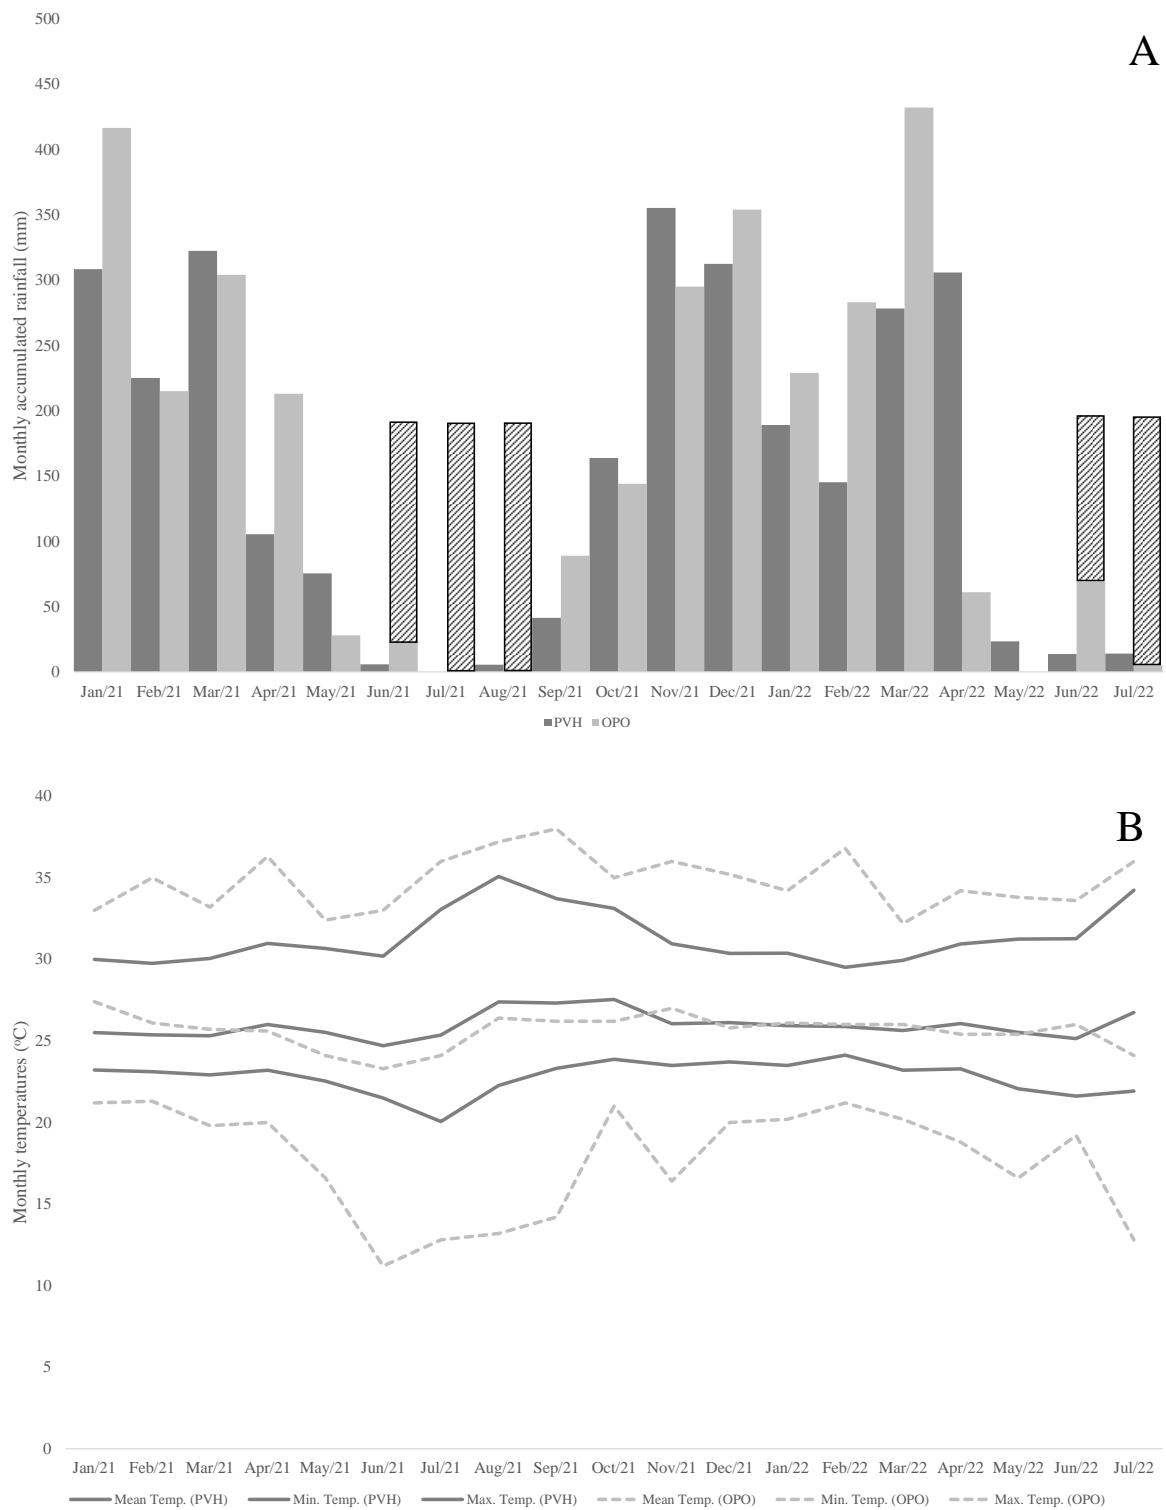 A
Monthly accumulated rainfall (mm)
500
450
400
350
300
250
200
150
100
50
0
Jan/21 Feb/21 Mar/21 Apr/21 May/21 Jun/21 Jul/21 Aug/21 Sep/21 Oct/21 Nov/21 Dec/21 Jan/22 Feb/22 Mar/22 Apr/22 May/22 Jun/22 Jul/22
PVH OPO
B
Monthly temperatures (ºC)
40
35
30
25
20
15
10
5
0
Jan/21 Feb/21 Mar/21 Apr/21 May/21 Jun/21 Jul/21 Aug/21 Sep/21 Oct/21 Nov/21 Dec/21 Jan/22 Feb/22 Mar/22 Apr/22 May/22 Jun/22 Jul/22
Mean Temp. (PVH) Min. Temp. (PVH) Max. Temp. (PVH) Mean Temp. (OPO) Min. Temp. (OPO) Max. Temp. (OPO)